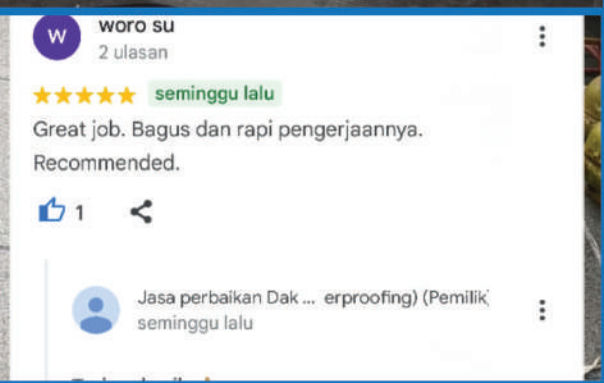 W
woro su
2 ulasan
seminggu lalu
Great job. Bagus dan rapi pengerjaannya.
Recommended.
1
Jasa perbaikan Dak ... erproofing) (Pemilik)
seminggu lalu